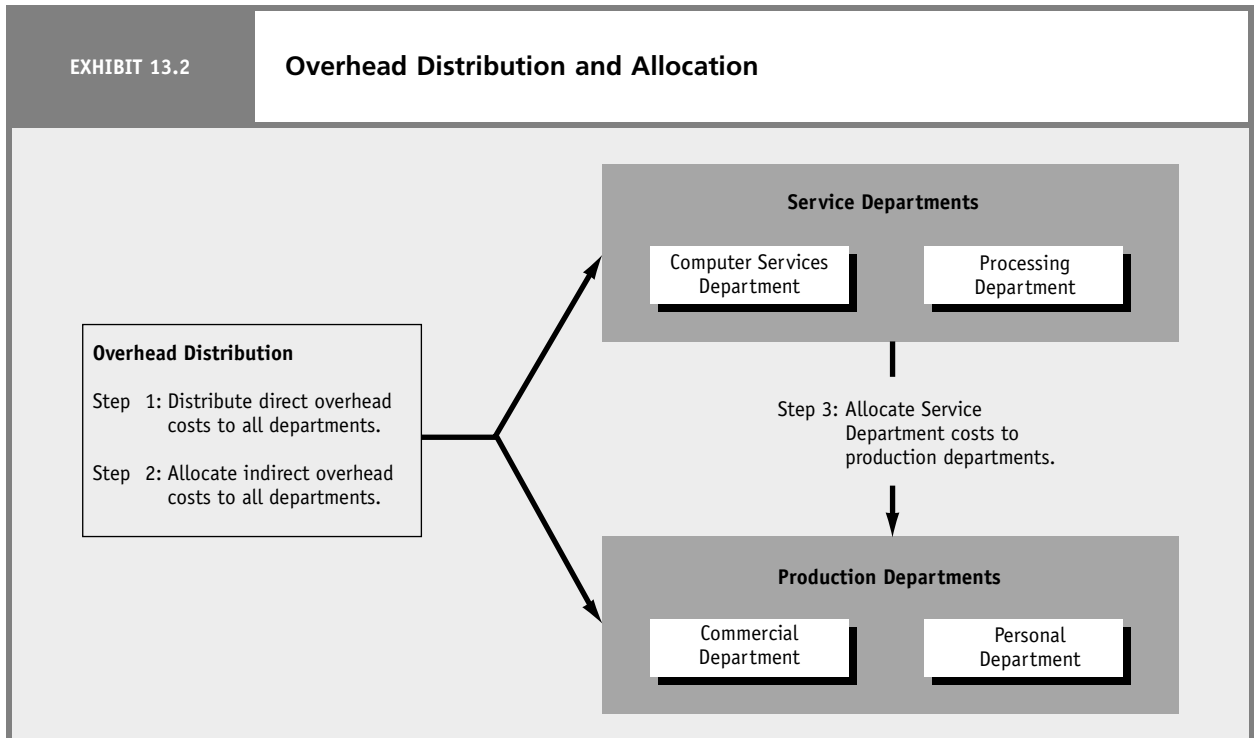 EXHIBIT 13.2
Overhead Distribution and Allocation
Service Departments
Computer Services
Department
Processing
Department
Overhead Distribution
Step 1: Distribute direct overhead
costs to all departments.
Step 2: Allocate indirect overhead
costs to all departments.
Step 3: Allocate Service
Department costs to
production departments.
Production Departments
Commercial
Department
Personal
Department